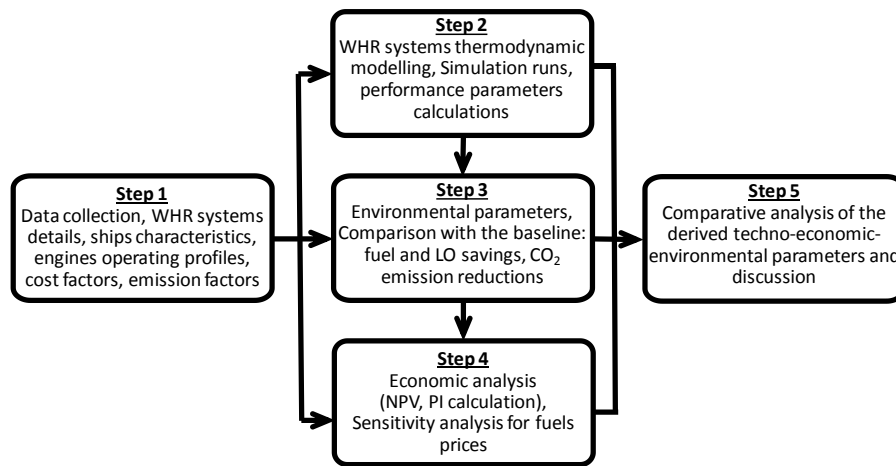 Step 1
Data collection, WHR systems
details, ships characteristics,
engines operating profiles,
cost factors, emission factors
Step 2
WHR systems thermodynamic
modelling, Simulation runs,
performance parameters
calculations
Step 3
Environmental parameters,
Comparison with the baseline:
fuel and LO savings, CO₂
emission reductions
Step 4
Economic analysis
(NPV, PI calculation),
Sensitivity analysis for fuels
prices
Step 5
Comparative analysis of the
derived techno-economic-
environmental parameters and
discussion